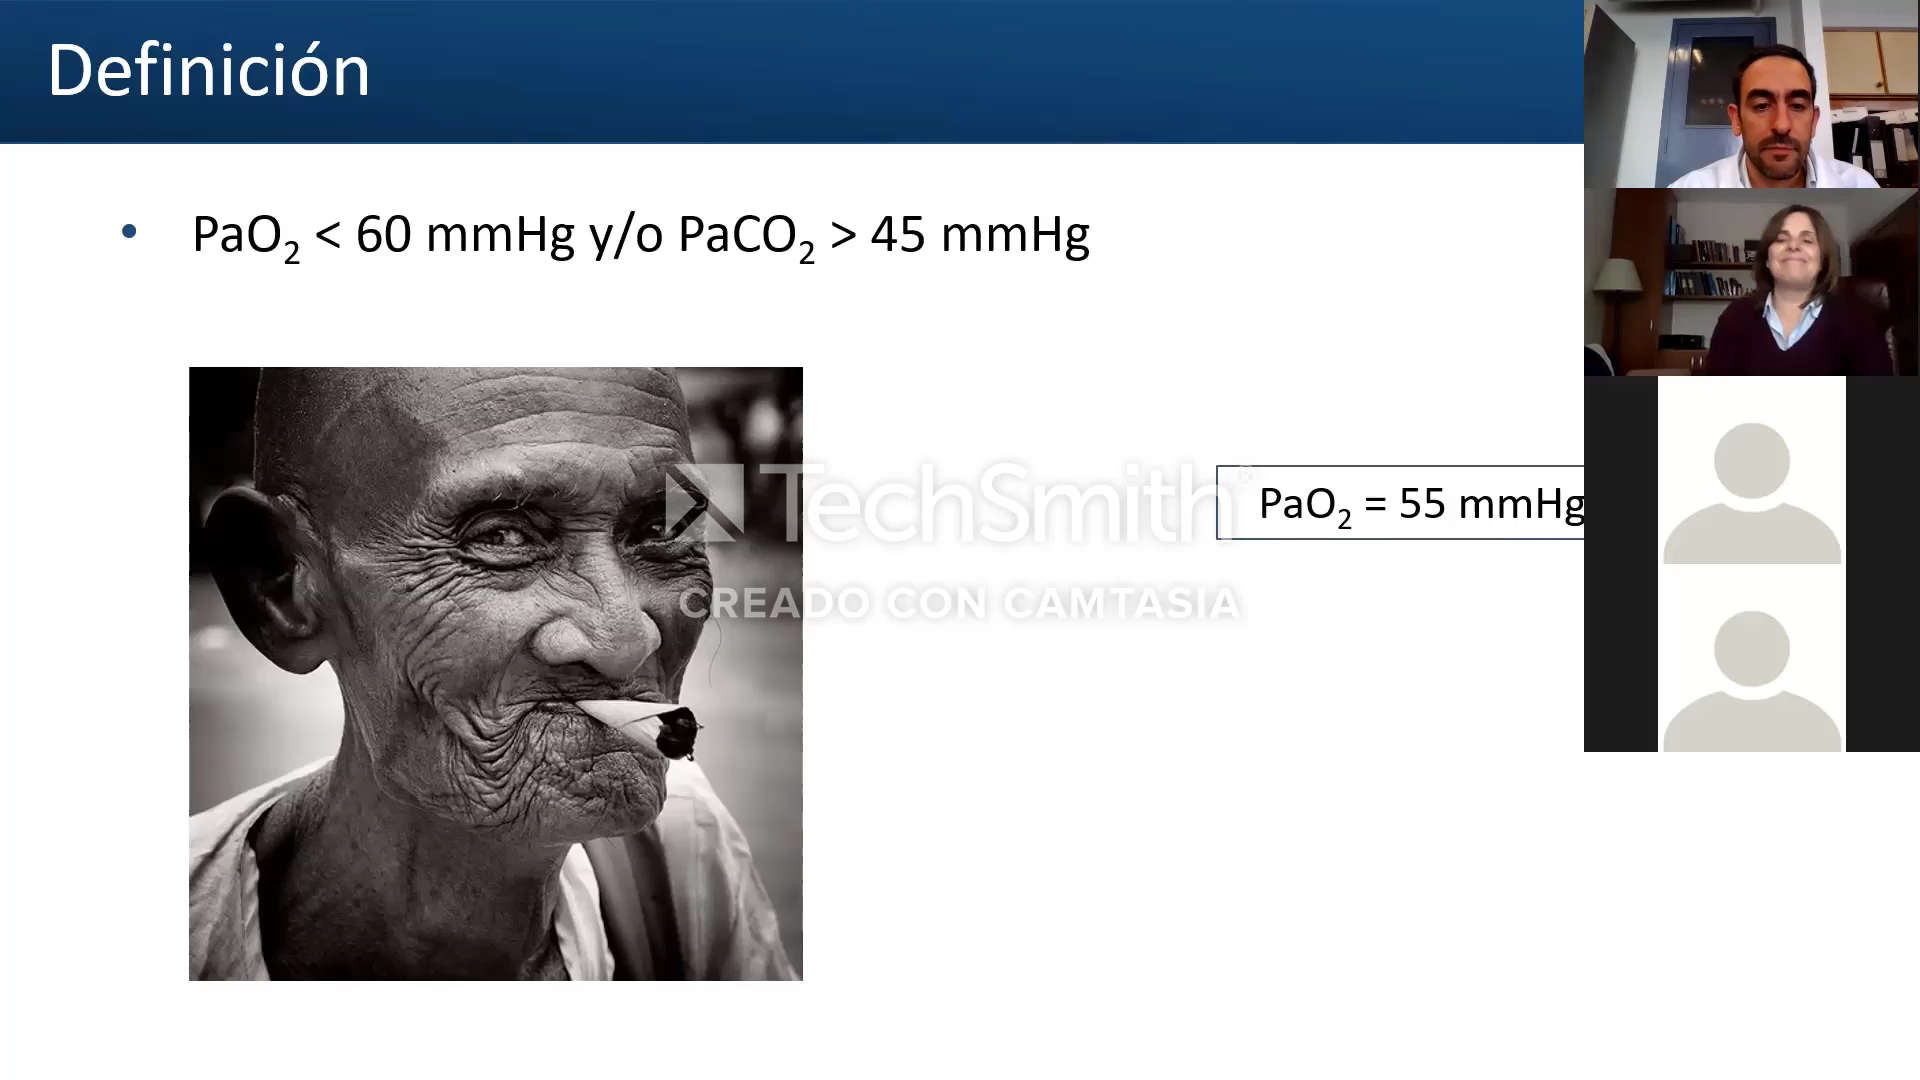 Definición
• PaO₂ < 60 mmHg y/o PaCO₂ > 45 mmHg
TechSmith®
PaO₂ = 55 mmHg
CREADO CON CAMTASIA